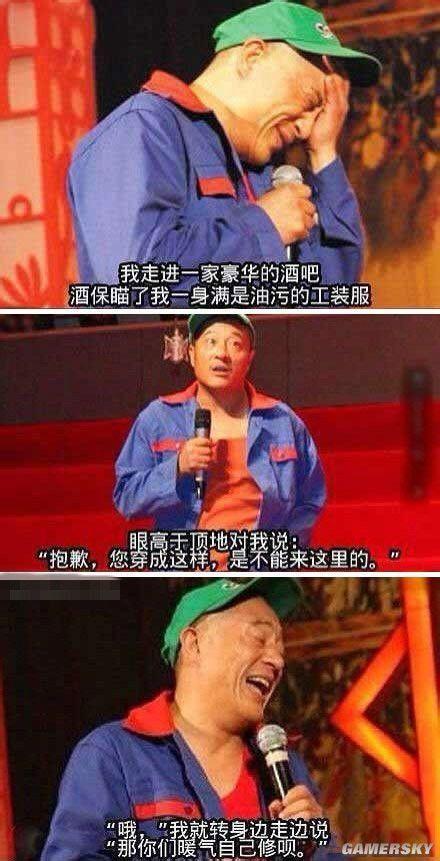 我走进一家豪华的酒吧
酒保瞄了我一身满是油污的工装服
眼高于顶地对我说：
“抱歉，您穿成这样，是不能来这里的。”
“哦，”我就转身边走边说
“那你们暖气自己修呗。”
GAMERSKY